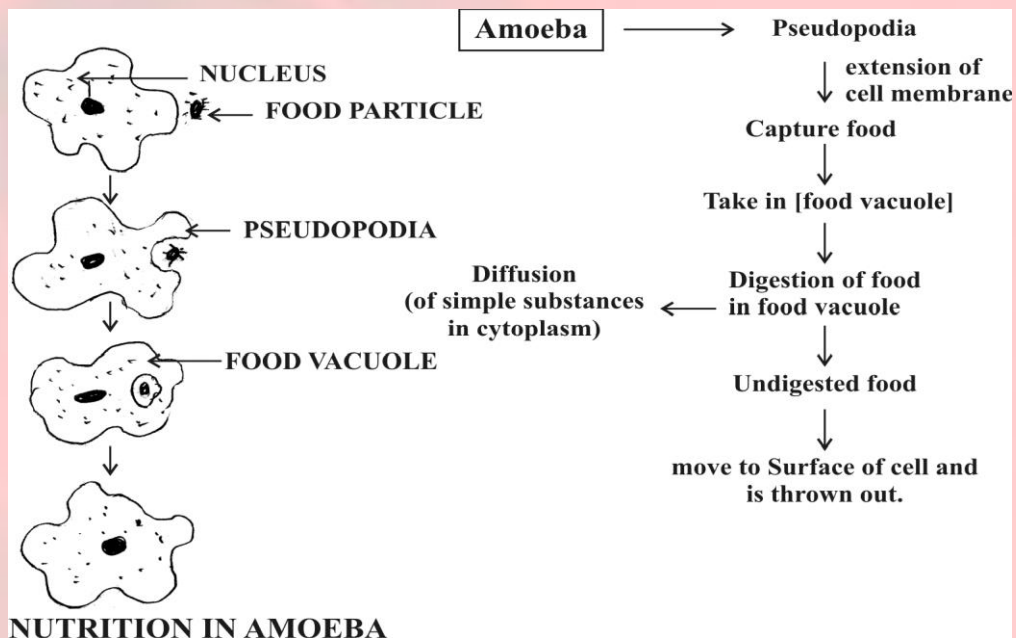 NUCLEUS
FOOD PARTICLE
PSEUDOPODIA
FOOD VACUOLE
NUTRITION IN AMOEBA
Amoeba
Pseudopodia
extension of
cell membrane
Capture food
Take in [food vacuole]
Digestion of food
in food vacuole
Diffusion
(of simple substances
in cytoplasm)
Undigested food
move to Surface of cell and
is thrown out.